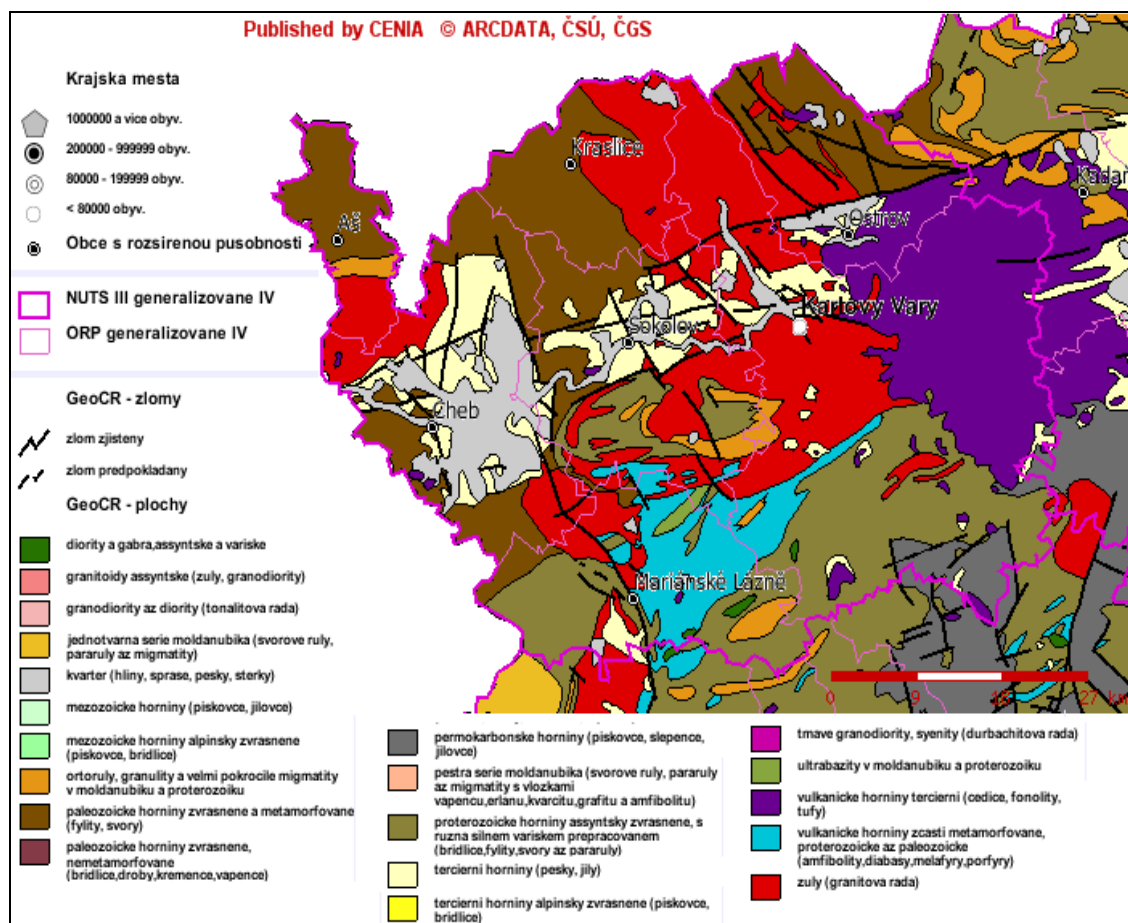 Published by CENIA © ARCDATA, ČSÚ, ČGS
Krajska mesta
1000000 a vice obyv.
200000 - 999999 obyv.
80000 - 199999 obyv.
< 80000 obyv.
Obce s rozsirenou pusobnosti
NUTS III generalizovane IV
ORP generalizovane IV
GeoCR - zlomy
zlom zjisteny
zlom predpokladany
GeoCR - plochy
diority a gabra,assyntske a variske
granitoidy assyntske (zuly, granodiority)
granodiority az diority (tonalitova rada)
jednotvarna serie moldanubika (svorove ruly,
pararuly az migmatity)
kvarter (hliny, sprase, pesky, sterky)
mezozoicke horniny (piskovce, jilovce)
mezozoicke horniny alpinsky zvrasnene
(piskovce, bridlice)
ortoruly, granulity a velmi pokrocile migmatity
v moldanubiku a proterozoiku
paleozoicke horniny zvrasnene a metamorfovane
(fylity, svory)
paleozoicke horniny zvrasnene,
nemetamorfovane
(bridlice,droby,kremence,vapence)
permokarbonske horniny (piskovce, slepence,
jilovce)
pestra serie moldanubika (svorove ruly, pararuly
az migmatity s vlozkami
vapencu,erlanu,kvarcitu,grafitu a amfibolitu)
proterozoicke horniny assyntsky zvrasnene, s
ruzna silnem variskem prepracovanem
(bridlice,fylity,svory az pararuly)
tercierni horniny (pesky, jily)
tercierni horniny alpinsky zvrasnene (piskovce,
bridlice)
tmave granodiority, syenity (durbachitova rada)
ultrabazity v moldanubiku a proterozoiku
vulkanicke horniny tercierni (cedice, fonolity,
tufy)
vulkanicke horniny zcasti metamorfovane,
proterozoicke az paleozoicke
(amfibolity,diabasy,melafyry,porfyry)
zuly (granitova rada)
Kraslice
Aš
Kadaň
Ostrov
Karlovy Vary
Sokolov
Cheb
Mariánské Lázně
0 9 18 27 km